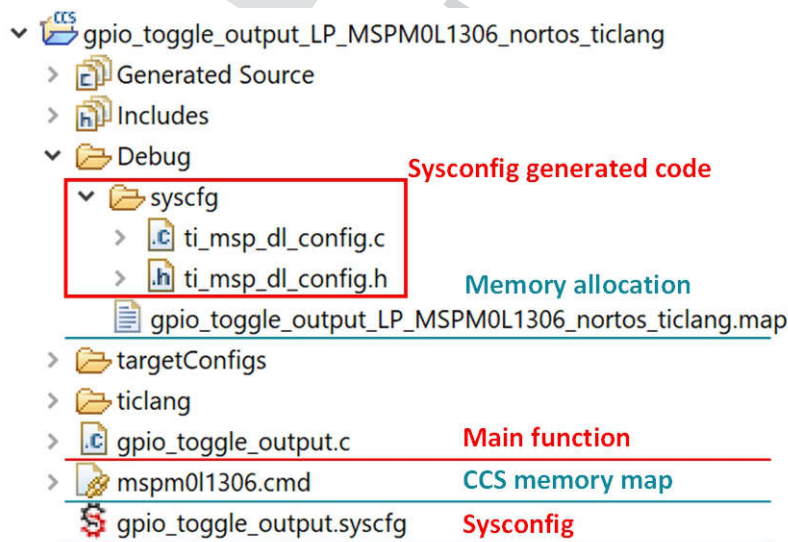 CCS
gpio_toggle_output_LP_MSPM0L1306_nortos_ticlang
c Generated Source
h Includes
Debug
Sysconfig generated code
syscfg
.c ti_msp_dl_config.c
.h ti_msp_dl_config.h
Memory allocation
gpio_toggle_output_LP_MSPM0L1306_nortos_ticlang.map
targetConfigs
ticlang
.c gpio_toggle_output.c Main function
mspm0l1306.cmd CCS memory map
gpio_toggle_output.syscfg Sysconfig